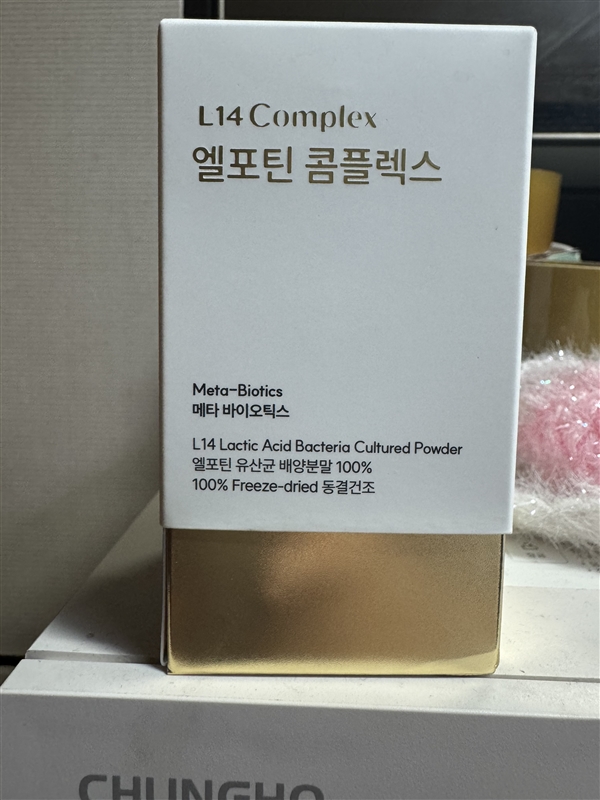 L14 Complex
엘포틴 콤플렉스
Meta-Biotics
메타 바이오틱스
L14 Lactic Acid Bacteria Cultured Powder
엘포틴 유산균 배양분말 100%
100% Freeze-dried 동결건조
CHUNGHO